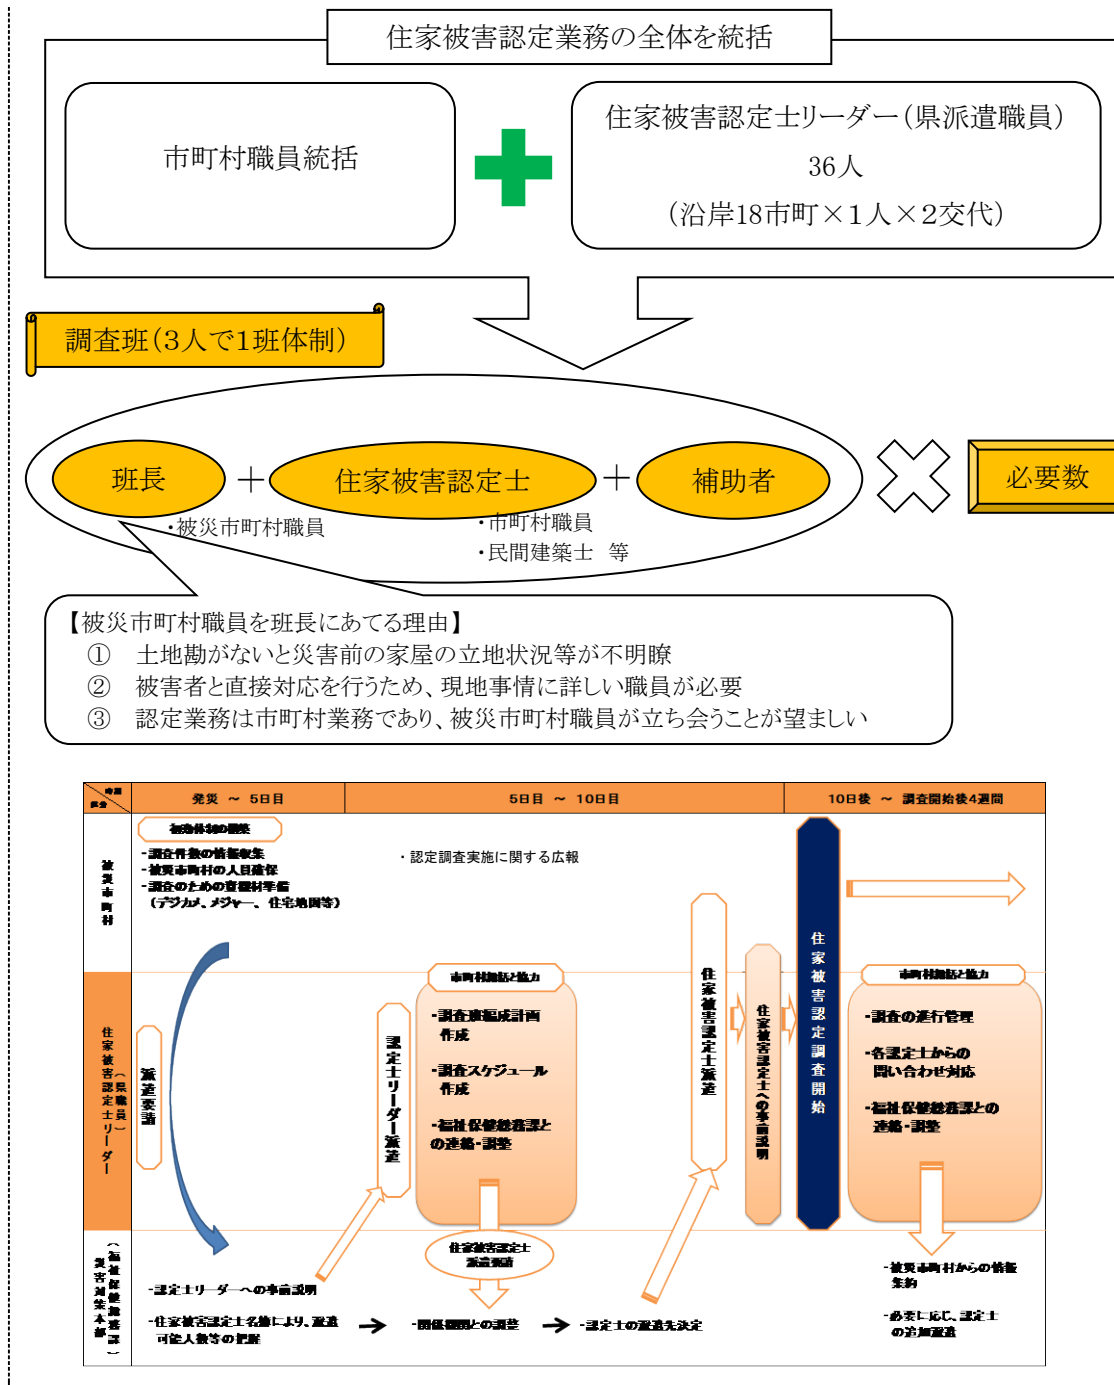 住家被害認定業務の全体を統括
市町村職員統括
住家被害認定士リーダー（県派遣職員）
36人
（沿岸18市町×１人×２交代）
調査班（３人で１班体制）
班長
＋
住家被害認定士
＋
補助者
必要数
・被災市町村職員
・市町村職員
・民間建築士　等
【被災市町村職員を班長にあてる理由】
①　土地勘がないと災害前の家屋の立地状況等が不明瞭
②　被害者と直接対応を行うため、現地事情に詳しい職員が必要
③　認定業務は市町村業務であり、被災市町村職員が立ち会うことが望ましい
時期
区分
発災 ～ 5日目
5日目 ～ 10日目
10日後 ～ 調査開始後4週間
被災市町村
初動体制の構築
・調査件数の情報収集
・被災市町村の人員確保
・調査のための資機材準備
（デジカメ、メジャー、住宅地図等）
・認定調査実施に関する広報
住家被害認定士リーダー
（県職員）
派遣要請
認定士リーダー派遣
市町村統括と協力
・調査班編成計画
作成
・調査スケジュール
作成
・福祉保健総務課と
の連絡・調整
住家被害認定士派遣
住家被害認定士への事前説明
住家被害認定調査開始
市町村統括と協力
・調査の進行管理
・各認定士からの
問い合わせ対応
・福祉保健総務課との
連絡・調整
災害対策本部
（福祉保健総務課）
住家被害認定士
派遣要請
・認定士リーダーへの事前説明
・住家被害認定士名簿により、派遣
可能人数等の把握
・関係機関との調整
・認定士の派遣先決定
・被災市町村からの情報
集約
・必要に応じ、認定士
の追加派遣